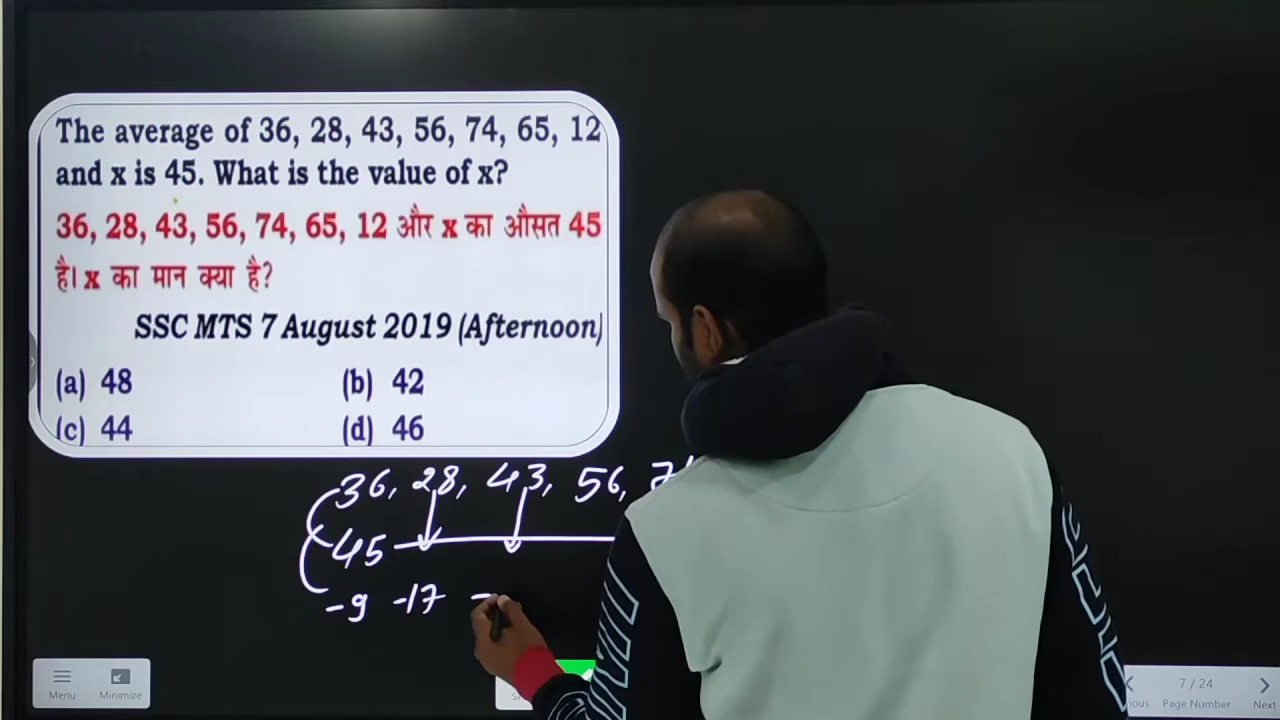 The average of 36, 28, 43, 56, 74, 65, 12
and x is 45. What is the value of x?
36, 28, 43, 56, 74, 65, 12 और x का औसत 45
है। x का मान क्या है?
SSC MTS 7 August 2019 (Afternoon)
(a) 48 (b) 42
(c) 44 (d) 46
36, 28, 43, 56,
45
-9 -17 -
Menu Minimize
7 / 24
Page Number Next